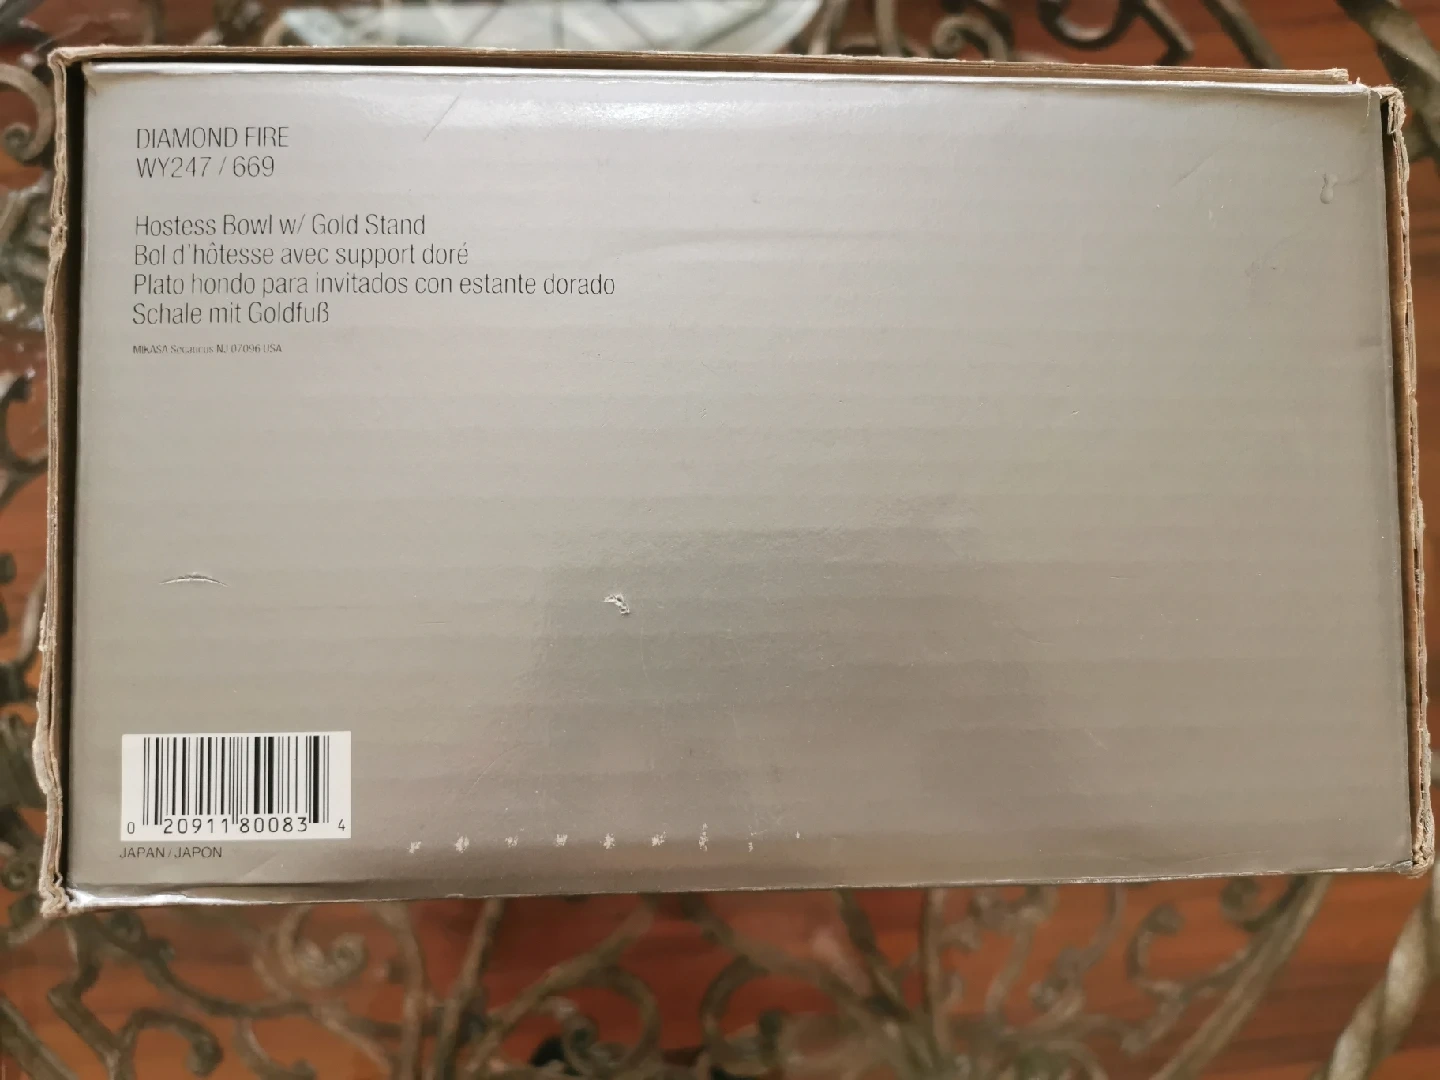 DIAMOND FIRE
WY247 / 669
Hostess Bowl w/ Gold Stand
Bol d'hôtesse avec support doré
Plato hondo para invitados con estante dorado
Schale mit Goldfuß
MIKASA Secaucus NJ 07096 USA
0 20911 80083 4
JAPAN / JAPON